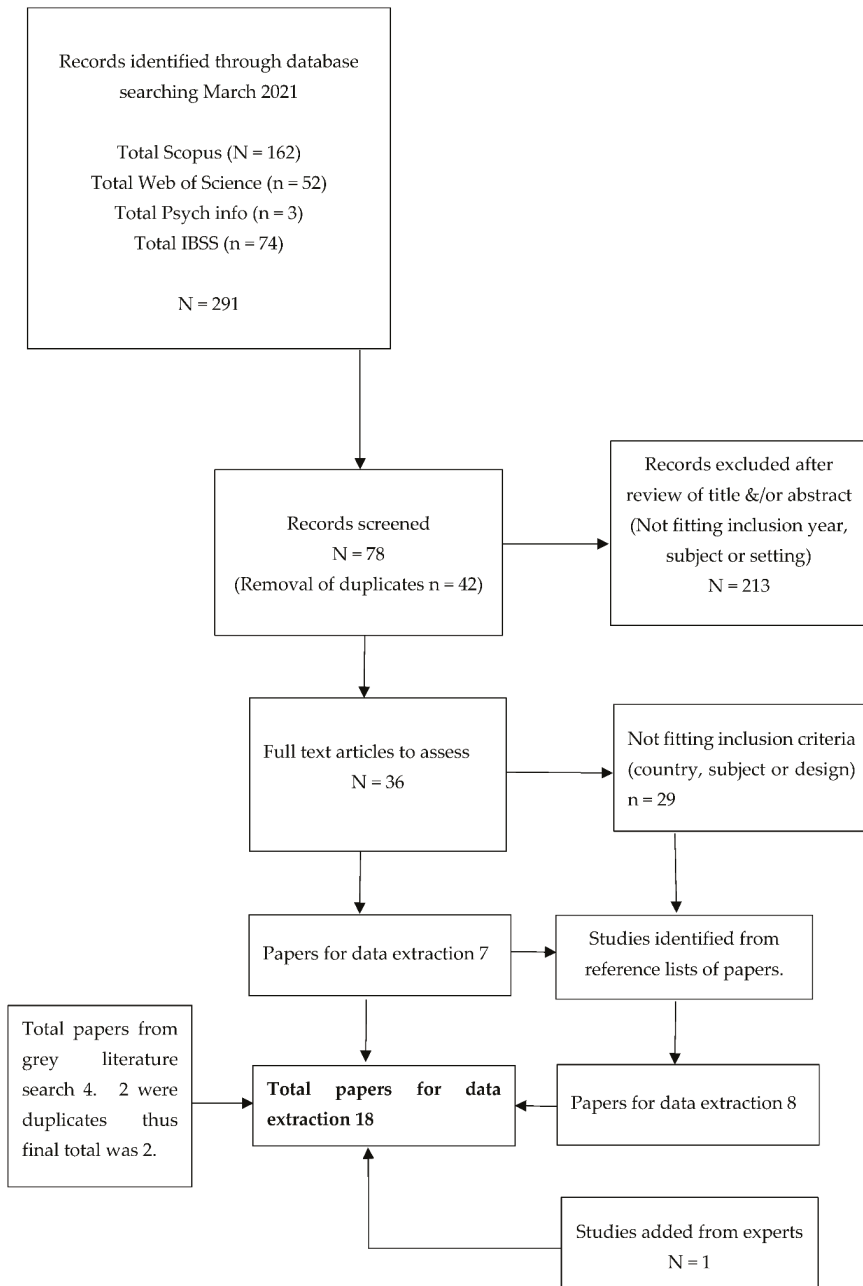 Records identified through database
searching March 2021
Total Scopus (N = 162)
Total Web of Science (n = 52)
Total Psych info (n = 3)
Total IBSS (n = 74)
N = 291
Records screened
N = 78
(Removal of duplicates n = 42)
Records excluded after
review of title &/or abstract
(Not fitting inclusion year,
subject or setting)
N = 213
Full text articles to assess
N = 36
Not fitting inclusion criteria
(country, subject or design)
n = 29
Papers for data extraction 7
Studies identified from
reference lists of papers.
Total papers from
grey literature
search 4. 2 were
duplicates thus
final total was 2.
Total papers for data
extraction 18
Papers for data extraction 8
Studies added from experts
N = 1